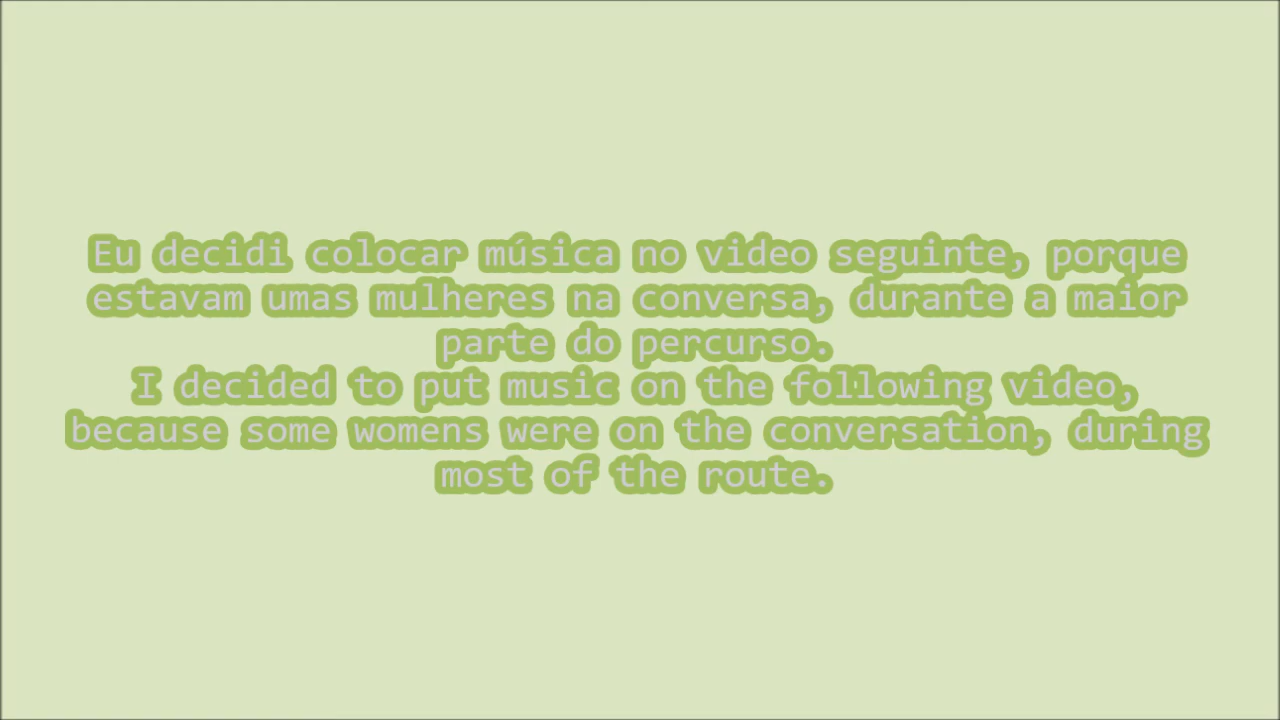 Eu decidi colocar música no video seguinte, porque
estavam umas mulheres na conversa, durante a maior
parte do percurso.
I decided to put music on the following video,
because some womens were on the conversation, during
most of the route.